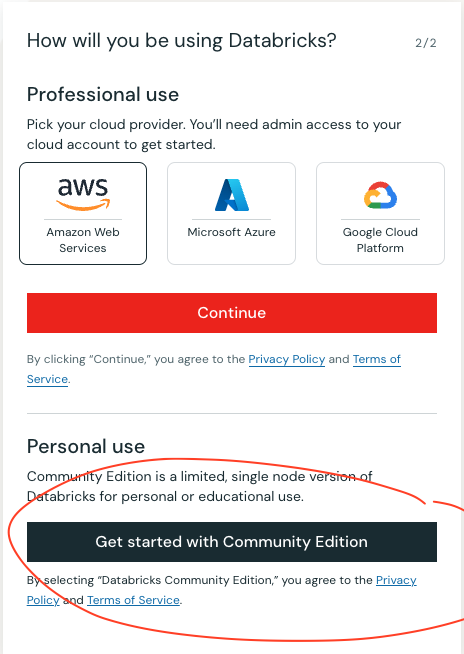 How will you be using Databricks?
2/2
Professional use
Pick your cloud provider. You’ll need admin access to your
cloud account to get started.
aws
Amazon Web
Services
Microsoft Azure
Google Cloud
Platform
Continue
By clicking “Continue,” you agree to the Privacy Policy and Terms of
Service.
Personal use
Community Edition is a limited, single node version of
Databricks for personal or educational use.
Get started with Community Edition
By selecting “Databricks Community Edition,” you agree to the Privacy
Policy and Terms of Service.